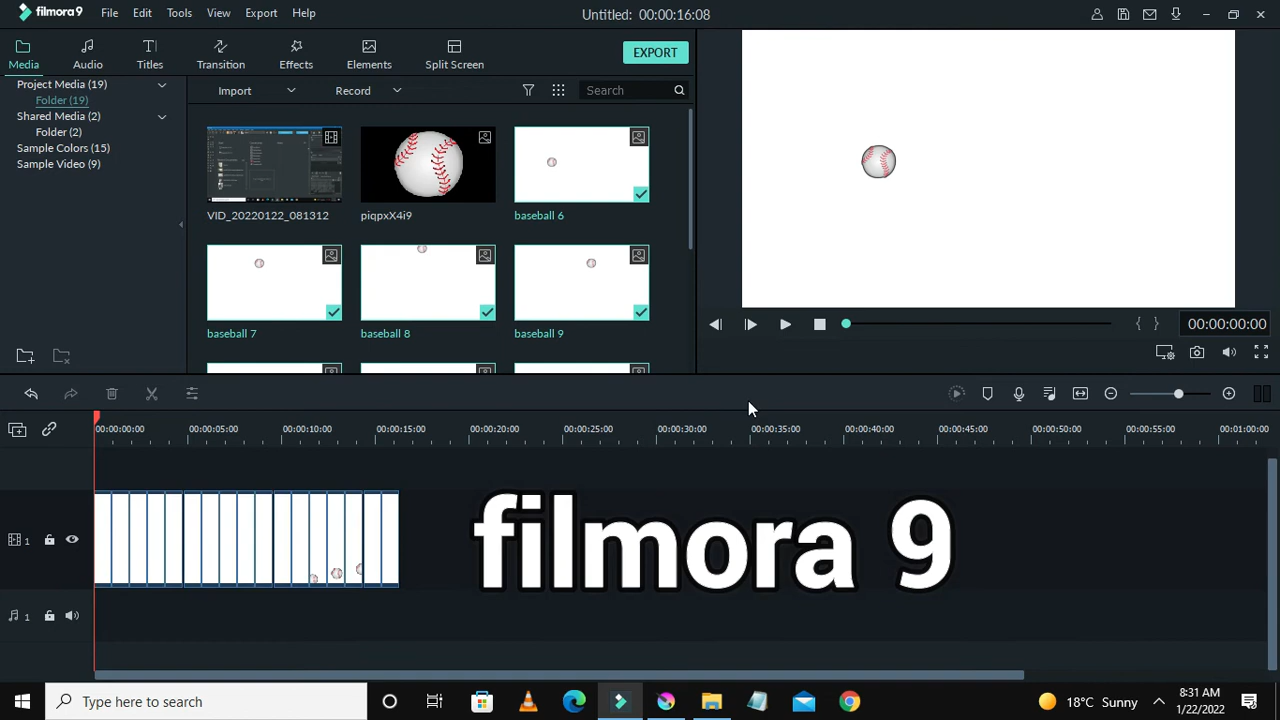 filmora 9 File Edit Tools View Export Help Untitled: 00:00:16:08
Media Audio Titles Transition Effects Elements Split Screen EXPORT
Project Media (19)
Folder (19)
Shared Media (2)
Folder (2)
Sample Colors (15)
Sample Video (9)
Import Record Search
VID_20220122_081312 piqpxX4i9 baseball 6
baseball 7 baseball 8 baseball 9
{ } 00:00:00:00
00:00:00:00 00:00:05:00 00:00:10:00 00:00:15:00 00:00:20:00 00:00:25:00 00:00:30:00 00:00:35:00 00:00:40:00 00:00:45:00 00:00:50:00 00:00:55:00 00:01:00:00
1
filmora 9
1
Type here to search
18°C Sunny
8:31 AM
1/22/2022